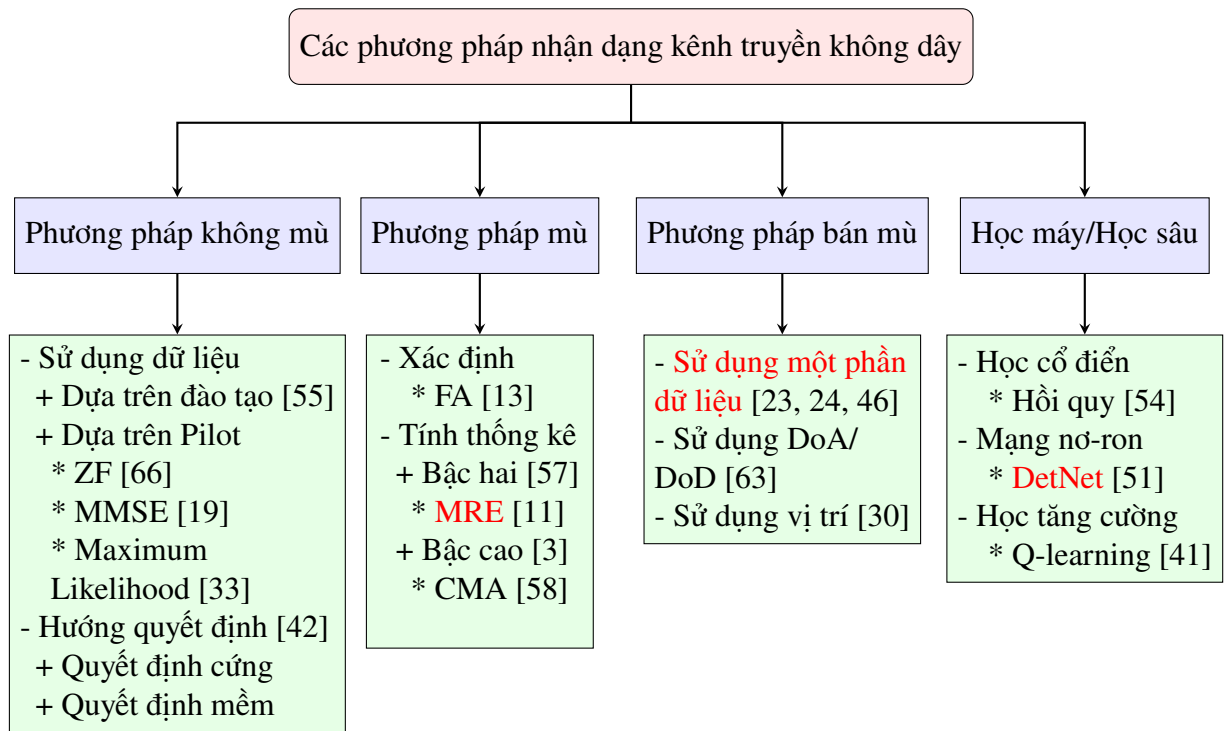 Các phương pháp nhận dạng kênh truyền không dây
Phương pháp không mù
Phương pháp mù
Phương pháp bán mù
Học máy/Học sâu
- Sử dụng dữ liệu
+ Dựa trên đào tạo [55]
+ Dựa trên Pilot
* ZF [66]
* MMSE [19]
* Maximum
Likelihood [33]
- Hướng quyết định [42]
+ Quyết định cứng
+ Quyết định mềm
- Xác định
* FA [13]
- Tính thống kê
+ Bậc hai [57]
* MRE [11]
+ Bậc cao [3]
* CMA [58]
- Sử dụng một phần
dữ liệu [23, 24, 46]
- Sử dụng DoA/
DoD [63]
- Sử dụng vị trí [30]
- Học cổ điển
* Hồi quy [54]
- Mạng nơ-ron
* DetNet [51]
- Học tăng cường
* Q-learning [41]